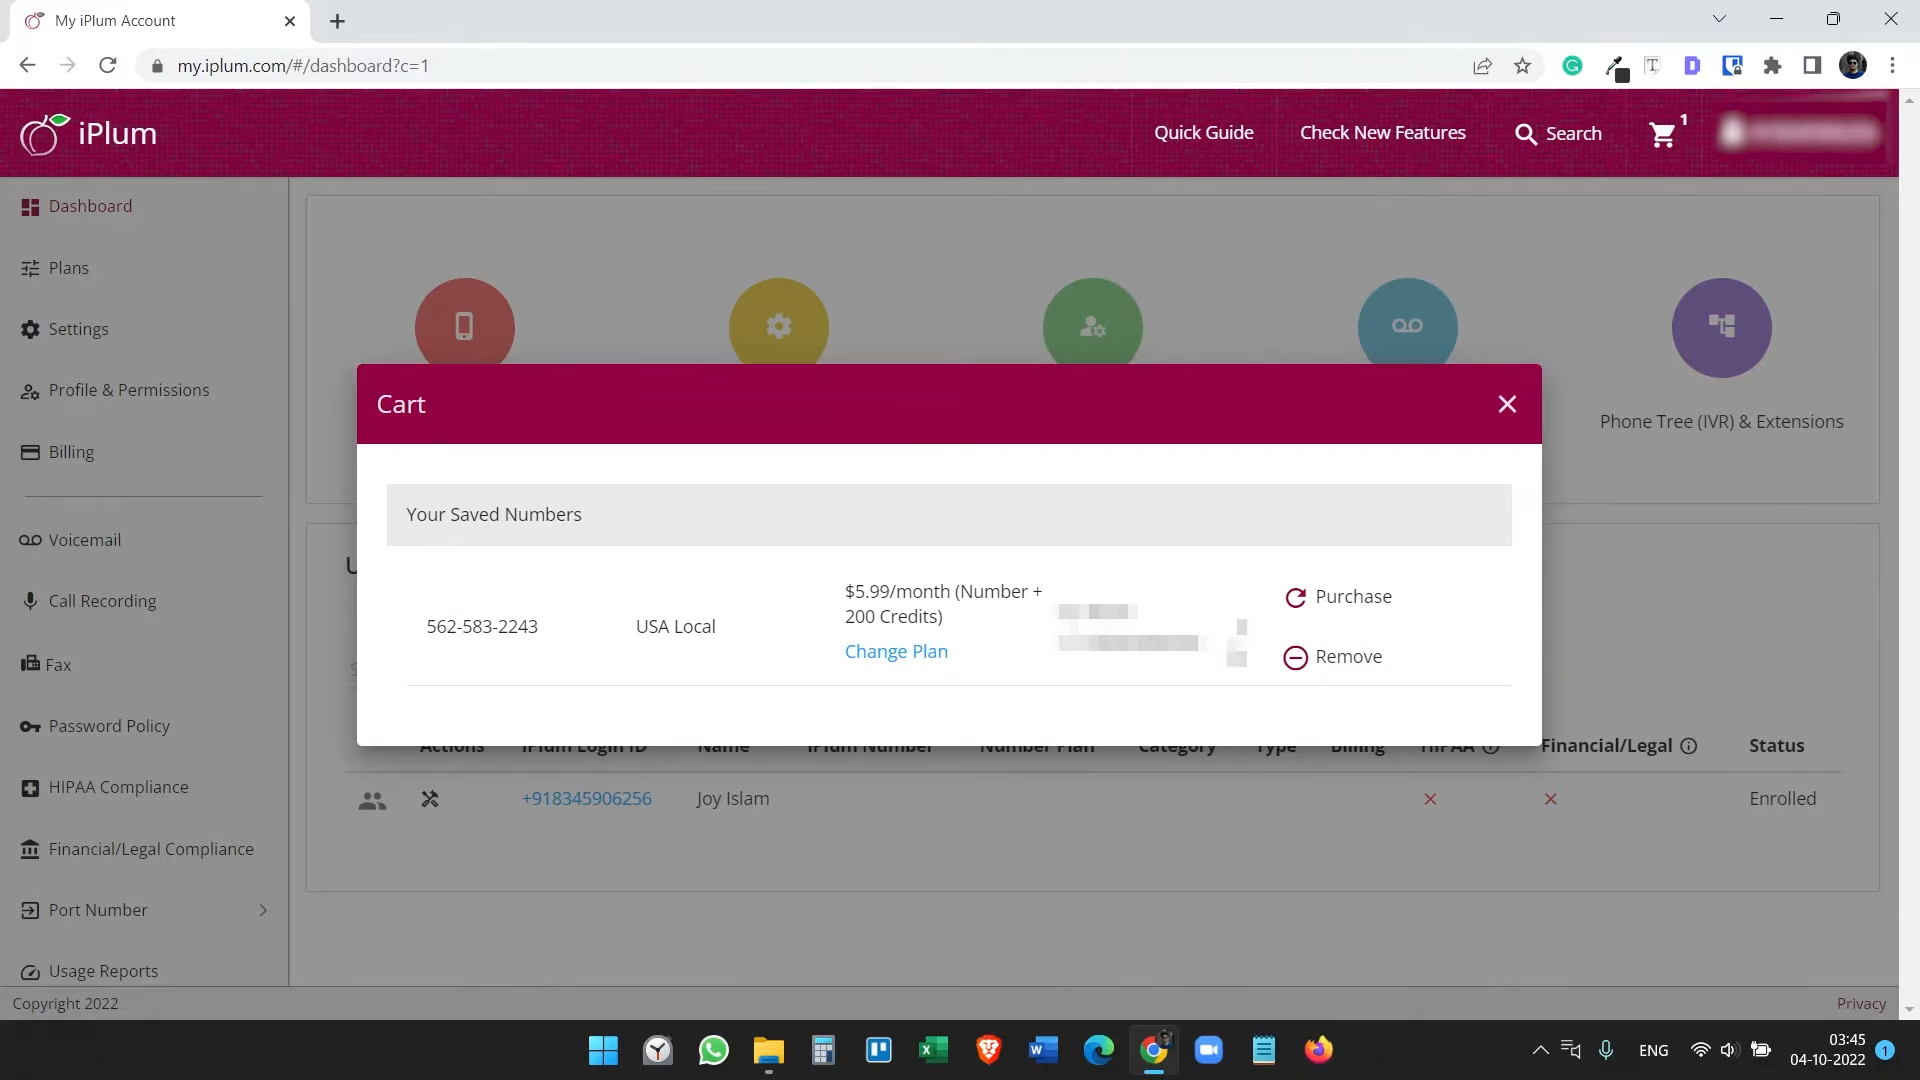 My iPlum Account
my.iplum.com/#/dashboard?c=1
iPlum
Quick Guide
Check New Features
Search
1
Dashboard
Plans
Settings
Profile & Permissions
Billing
Voicemail
Call Recording
Fax
Password Policy
HIPAA Compliance
Financial/Legal Compliance
Port Number
Usage Reports
Phone Tree (IVR) & Extensions
Cart
Your Saved Numbers
562-583-2243
USA Local
$5.99/month (Number +
200 Credits)
Change Plan
Purchase
Remove
Actions iPlum Login ID Name iPlum Number Number Plan Category Type Billing HIPAA Financial/Legal Status
+918345906256 Joy Islam Enrolled
Copyright 2022
Privacy
ENG
03:45
04-10-2022
1